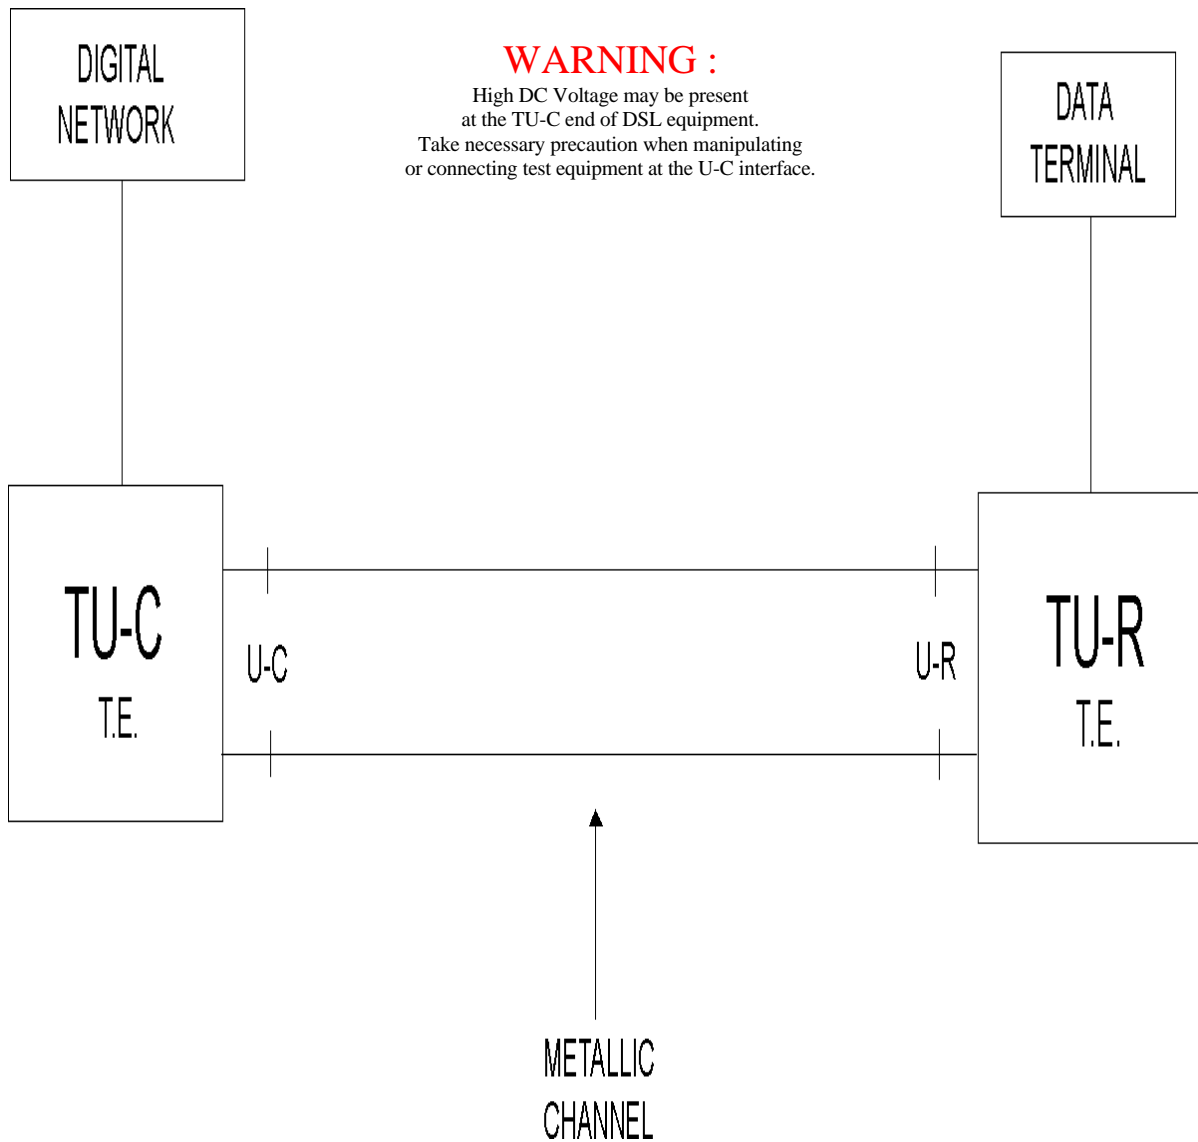 DIGITAL
NETWORK
WARNING :
High DC Voltage may be present
at the TU-C end of DSL equipment.
Take necessary precaution when manipulating
or connecting test equipment at the U-C interface.
DATA
TERMINAL
TU-C
T.E.
U-C
U-R
TU-R
T.E.
METALLIC
CHANNEL